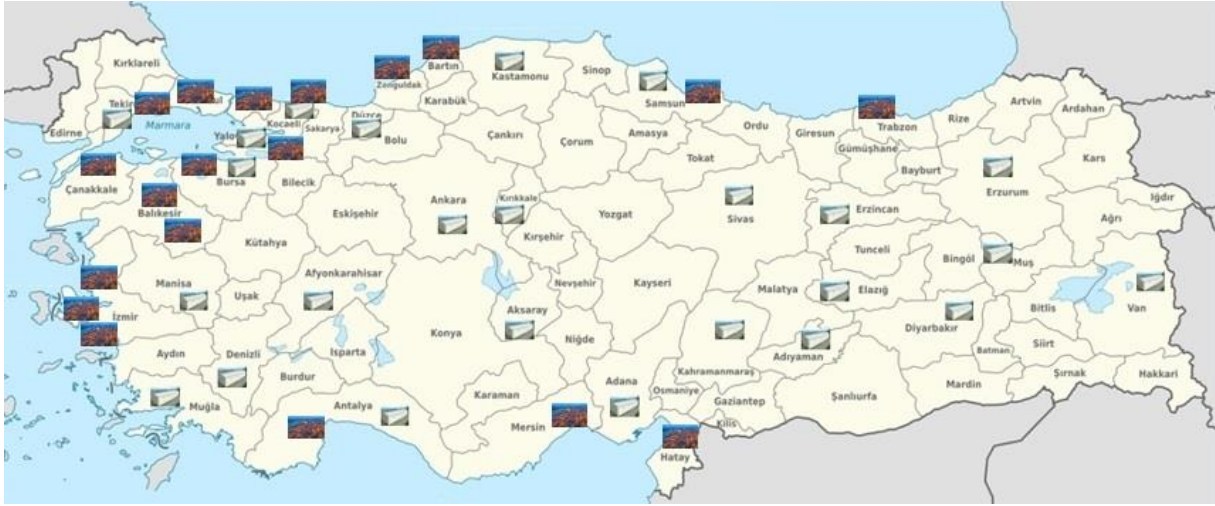 Kırklareli
Edirne
Tekir
ul
Marmara
Yalo
Kocaeli
Sakarya
Düzce
Zonguldak
Bartın
Karabük
Kastamonu
Sinop
Samsun
Bolu
Çankırı
Çorum
Amasya
Ordu
Tokat
Giresun
Trabzon
Gümüşhane
Rize
Bayburt
Artvin
Ardahan
Kars
Erzurum
Iğdır
Ağrı
Çanakkale
Bursa
Bilecik
Balıkesir
Eskişehir
Ankara
Kırıkkale
Kırşehir
Yozgat
Sivas
Erzincan
Tunceli
Bingöl
Muş
Kütahya
Manisa
Uşak
Afyonkarahisar
İzmir
Konya
Aksaray
Nevşehir
Kayseri
Malatya
Elazığ
Diyarbakır
Bitlis
Van
Aydın
Denizli
Isparta
Burdur
Niğde
Kahramanmaraş
Adıyaman
Batman
Siirt
Şırnak
Hakkari
Muğla
Antalya
Karaman
Mersin
Adana
Osmaniye
Gaziantep
Kilis
Şanlıurfa
Mardin
Hatay